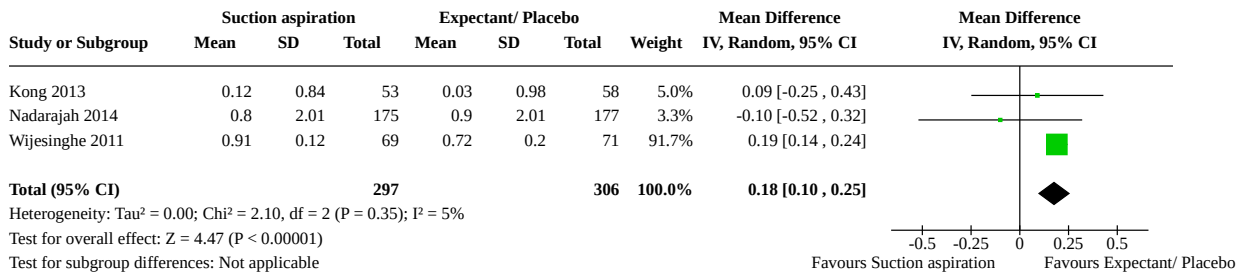 Suction aspiration Expectant/ Placebo Mean Difference Mean Difference
Study or Subgroup Mean SD Total Mean SD Total Weight IV, Random, 95% CI IV, Random, 95% CI
Kong 2013 0.12 0.84 53 0.03 0.98 58 5.0% 0.09 [-0.25 , 0.43]
Nadarajah 2014 0.8 2.01 175 0.9 2.01 177 3.3% -0.10 [-0.52 , 0.32]
Wijesinghe 2011 0.91 0.12 69 0.72 0.2 71 91.7% 0.19 [0.14 , 0.24]
Total (95% CI) 297 306 100.0% 0.18 [0.10 , 0.25]
Heterogeneity: Tau² = 0.00; Chi² = 2.10, df = 2 (P = 0.35); I² = 5%
Test for overall effect: Z = 4.47 (P < 0.00001)
-0.5 -0.25 0 0.25 0.5
Test for subgroup differences: Not applicable Favours Suction aspiration Favours Expectant/ Placebo